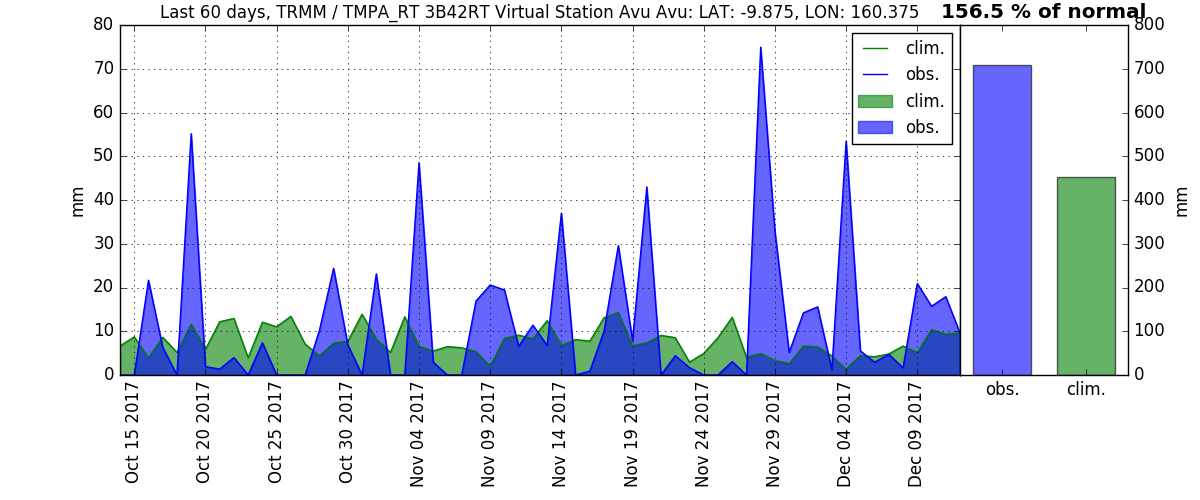 Last 60 days, TRMM / TMPA_RT 3B42RT Virtual Station Avu Avu: LAT: -9.875, LON: 160.375
156.5 % of normal
80
70
60
50
40
30
20
10
0
mm
clim.
obs.
clim.
obs.
800
700
600
500
400
300
200
100
0
mm
Oct 15 2017
Oct 20 2017
Oct 25 2017
Oct 30 2017
Nov 04 2017
Nov 09 2017
Nov 14 2017
Nov 19 2017
Nov 24 2017
Nov 29 2017
Dec 04 2017
Dec 09 2017
obs.
clim.